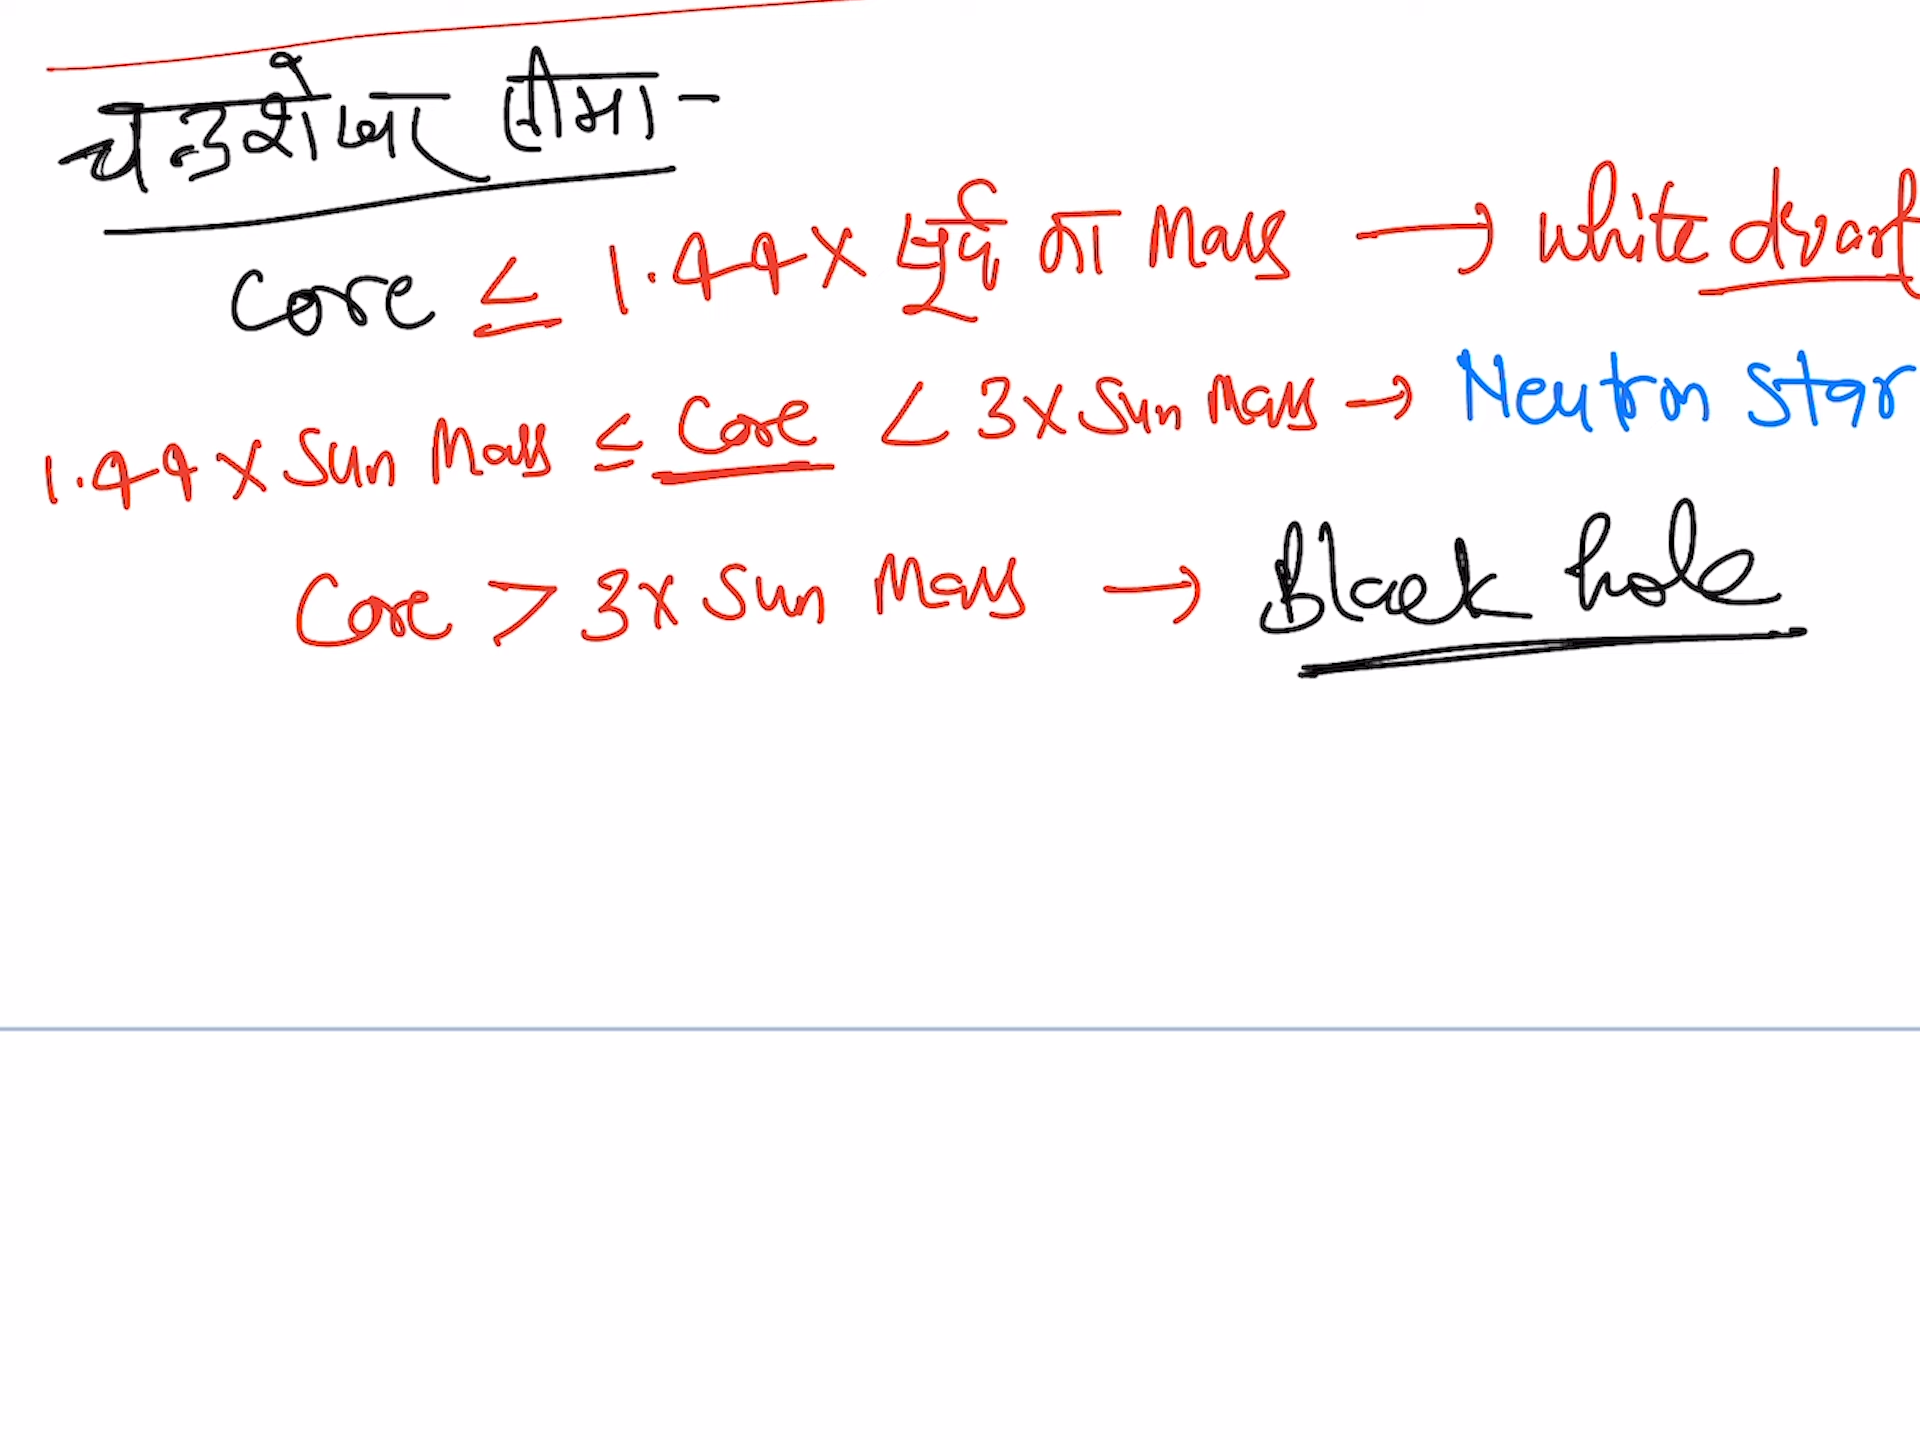 चन्द्रशेखर सीमा -
Core ≤ 1.44 x सूर्य का Mass → white dwarf
1.44 x Sun Mass ≤ Core < 3 x Sun Mass → Neutron Star
Core > 3 x Sun Mass → Black hole